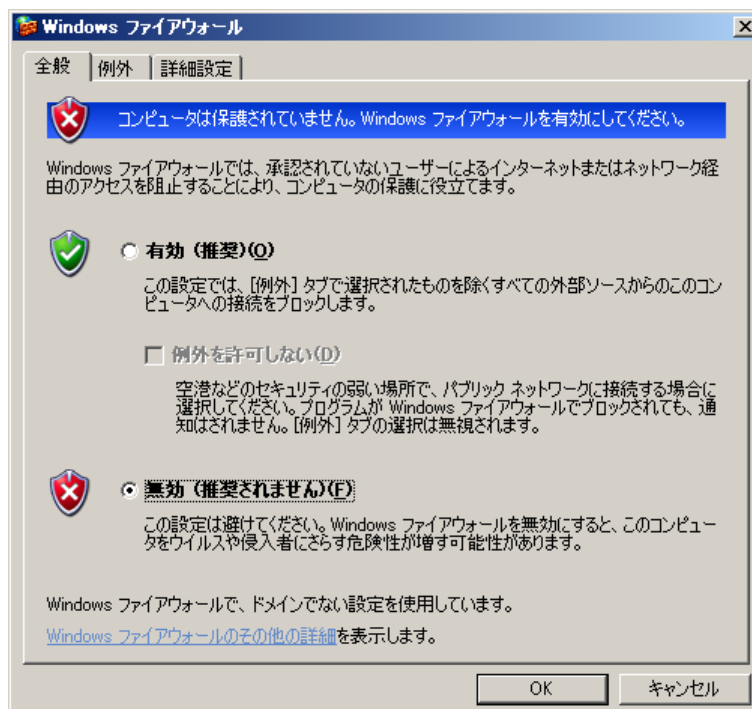 Windows ファイアウォール
全般
例外
詳細設定
コンピュータは保護されていません。Windows ファイアウォールを有効にしてください。
Windows ファイアウォールでは、承認されていないユーザーによるインターネットまたはネットワーク経
由のアクセスを阻止することにより、コンピュータの保護に役立てます。
有効 (推奨)(O)
この設定では、[例外] タブで選択されたものを除くすべての外部ソースからのこのコン
ピュータへの接続をブロックします。
例外を許可しない(D)
空港などのセキュリティの弱い場所で、パブリック ネットワークに接続する場合に
選択してください。プログラムが Windows ファイアウォールでブロックされても、通
知はされません。[例外] タブの選択は無視されます。
無効 (推奨されません)(F)
この設定は避けてください。Windows ファイアウォールを無効にすると、このコンピュー
タをウイルスや侵入者にさらす危険性が増す可能性があります。
Windows ファイアウォールで、ドメインでない設定を使用しています。
Windows ファイアウォールのその他の詳細を表示します。
OK
キャンセル